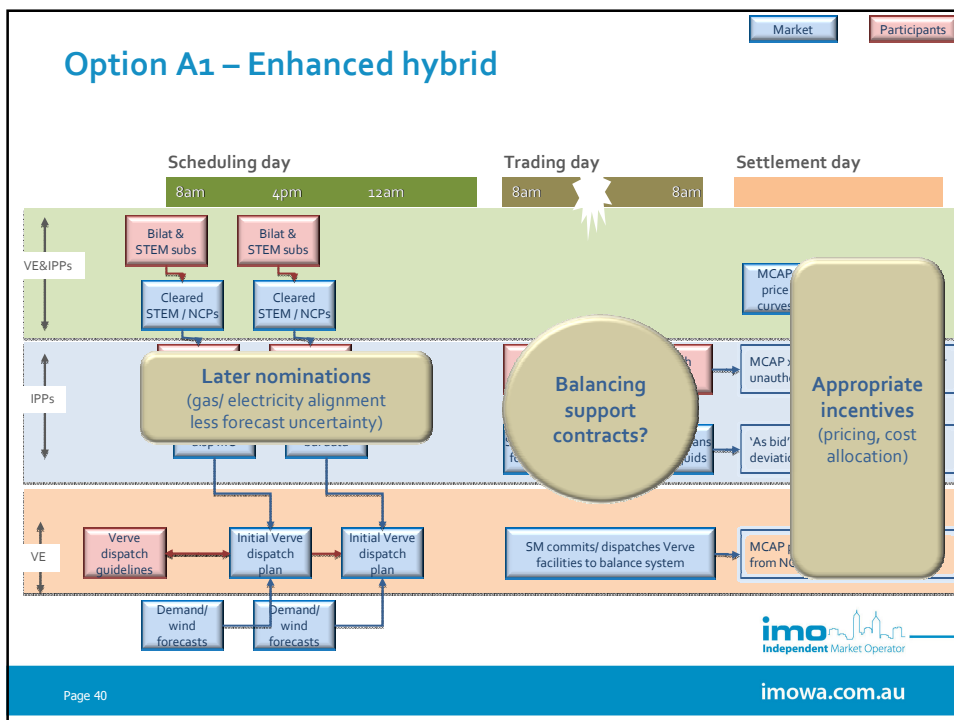 Market
Participants
Option A1 – Enhanced hybrid
Scheduling day
Trading day
Settlement day
8am
4pm
12am
8am
8am
VE&IPPs
Bilat &
STEM subs
Bilat &
STEM subs
Cleared
STEM / NCPs
Cleared
STEM / NCPs
MCAP
price
curves
IPPs
Later nominations
(gas/ electricity alignment
less forecast uncertainty)
Balancing
support
contracts?
MCAP x
unauth
Appropriate
incentives
(pricing, cost
allocation)
'As bid'
deviatio
VE
Verve
dispatch
guidelines
Initial Verve
dispatch
plan
Initial Verve
dispatch
plan
SM commits/ dispatches Verve
facilities to balance system
MCAP p
from NC
Demand/
wind
forecasts
Demand/
wind
forecasts
imo
Independent Market Operator
Page 40
imowa.com.au